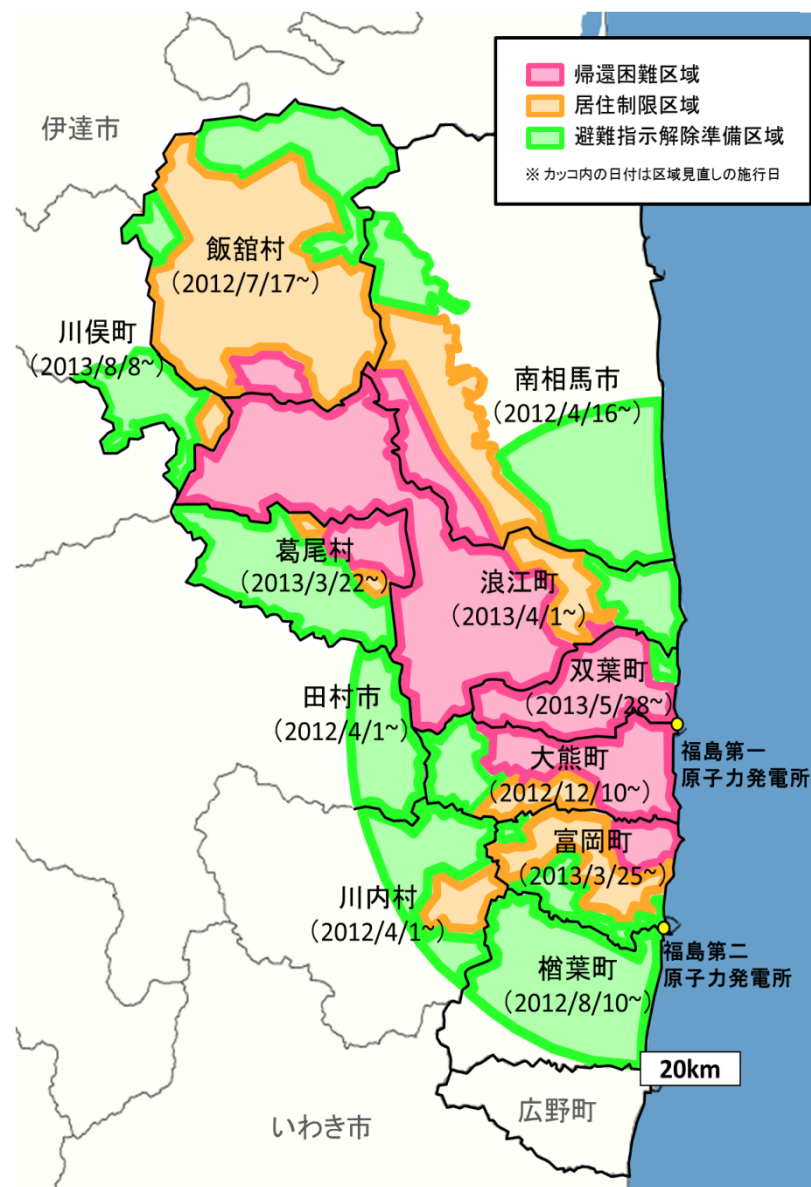 帰還困難区域
居住制限区域
避難指示解除準備区域
※ カッコ内の日付は区域見直しの施行日
伊達市
飯舘村
（2012/7/17~）
川俣町
（2013/8/8~）
南相馬市
（2012/4/16~）
葛尾村
（2013/3/22~）
浪江町
（2013/4/1~）
双葉町
（2013/5/28~）
田村市
（2012/4/1~）
福島第一
原子力発電所
大熊町
（2012/12/10~）
富岡町
（2013/3/25~）
川内村
（2012/4/1~）
福島第二
原子力発電所
楢葉町
（2012/8/10~）
20km
広野町
いわき市